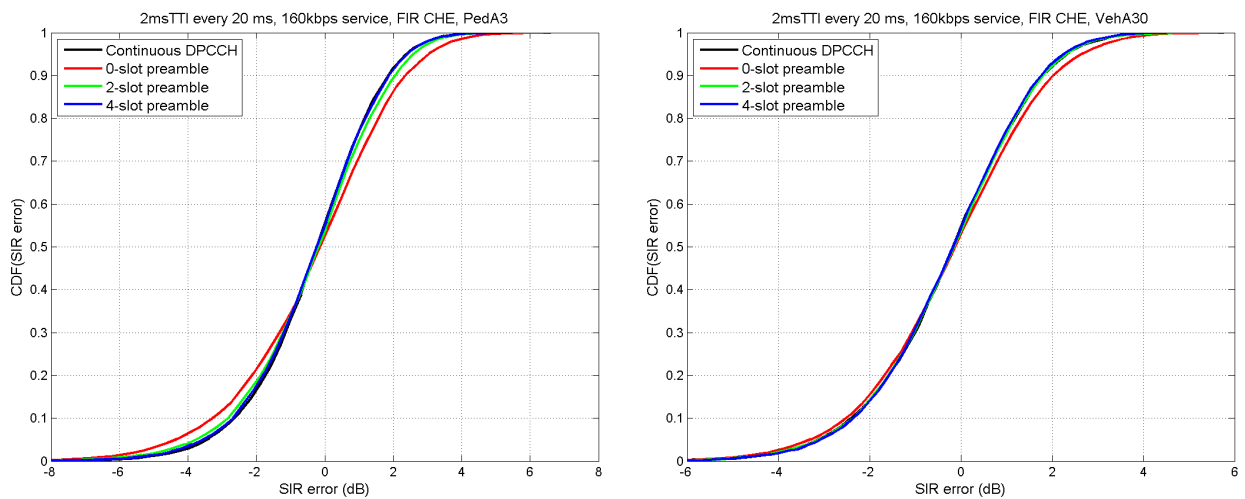 2msTTI every 20 ms, 160kbps service, FIR CHE, PedA3
Continuous DPCCH
0-slot preamble
2-slot preamble
4-slot preamble
1
0.9
0.8
0.7
0.6
0.5
0.4
0.3
0.2
0.1
0
CDF(SIR error)
-8 -6 -4 -2 0 2 4 6 8
SIR error (dB)
2msTTI every 20 ms, 160kbps service, FIR CHE, VehA30
Continuous DPCCH
0-slot preamble
2-slot preamble
4-slot preamble
1
0.9
0.8
0.7
0.6
0.5
0.4
0.3
0.2
0.1
0
CDF(SIR error)
-6 -4 -2 0 2 4 6
SIR error (dB)